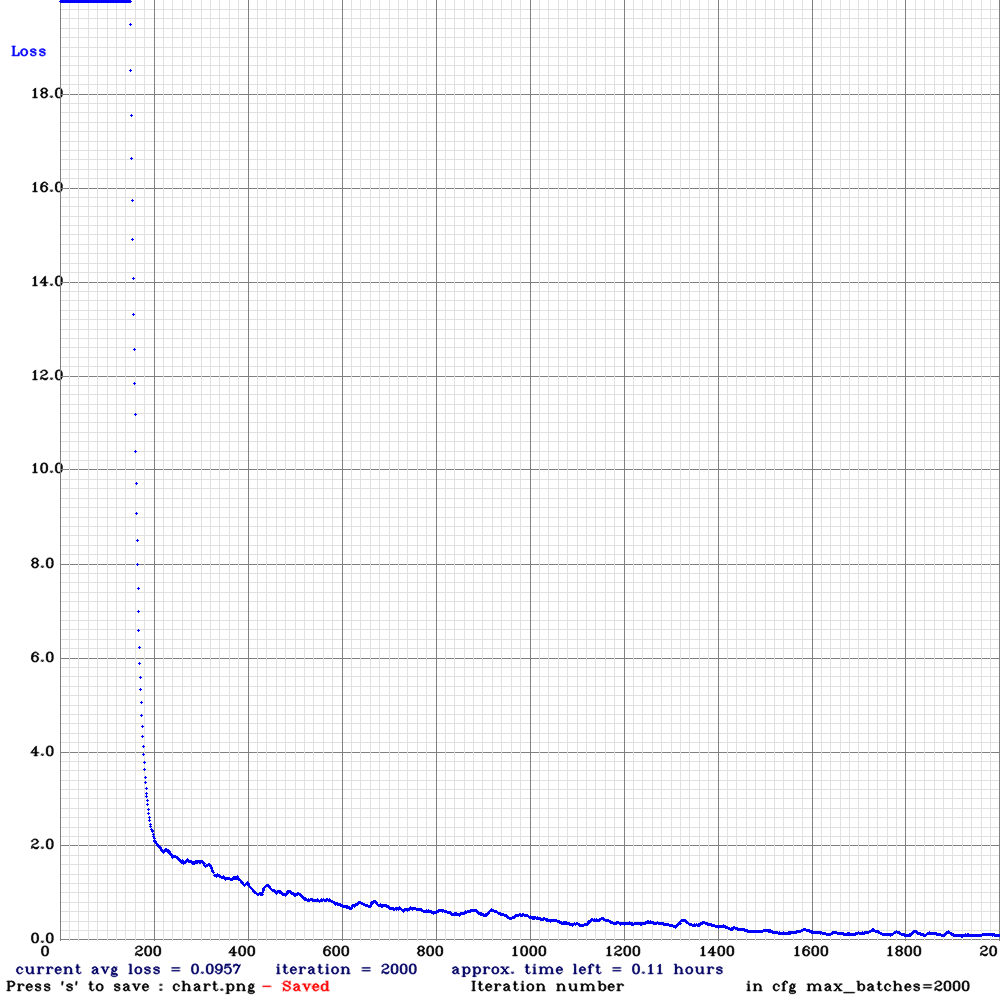 Loss
18.0
16.0
14.0
12.0
10.0
8.0
6.0
4.0
2.0
0.0
0 200 400 600 800 1000 1200 1400 1600 1800 20
current avg loss = 0.0957 iteration = 2000 approx. time left = 0.11 hours
Press 's' to save : chart.png - Saved Iteration number in cfg max_batches=2000